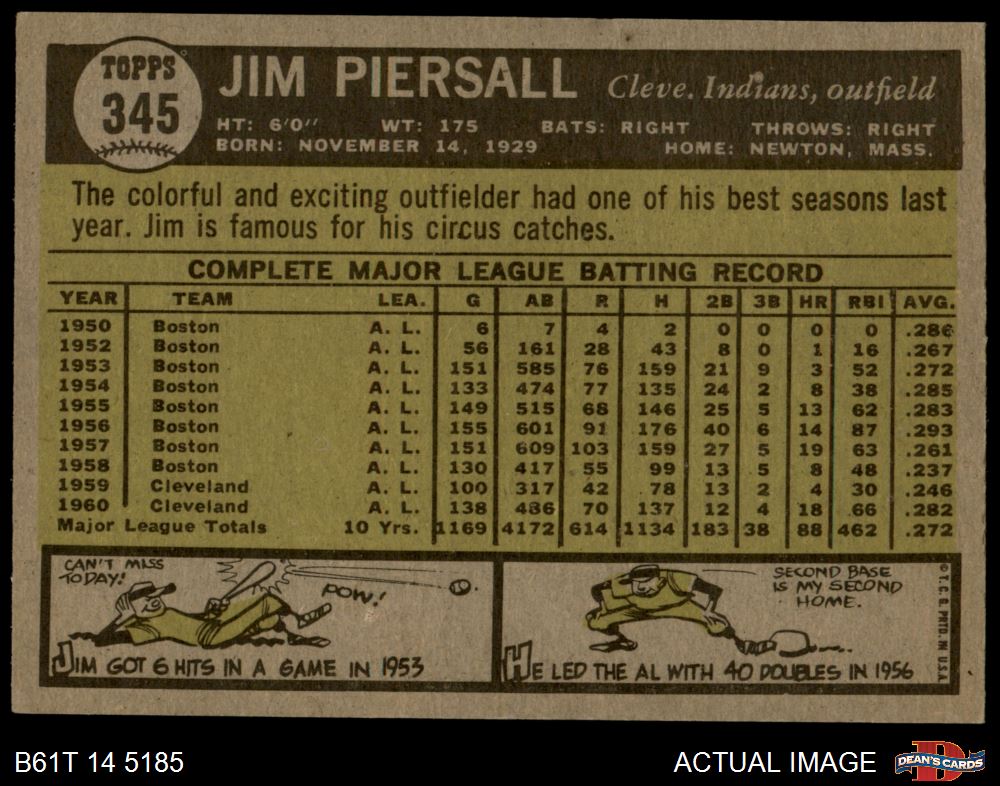 TOPPS
345
JIM PIERSALL Cleve. Indians, outfield
HT: 6'0" WT: 175 BATS: RIGHT THROWS: RIGHT
BORN: NOVEMBER 14, 1929 HOME: NEWTON, MASS.
The colorful and exciting outfielder had one of his best seasons last
year. Jim is famous for his circus catches.
COMPLETE MAJOR LEAGUE BATTING RECORD
YEAR TEAM LEA. G AB R H 2B 3B HR RBI AVG.
1950 Boston A. L. 6 7 4 2 0 0 0 0 .286
1952 Boston A. L. 56 161 28 43 8 0 1 16 .267
1953 Boston A. L. 151 585 76 159 21 9 3 52 .272
1954 Boston A. L. 133 474 77 135 24 2 8 38 .285
1955 Boston A. L. 149 515 68 146 25 5 13 62 .283
1956 Boston A. L. 155 601 91 176 40 6 14 87 .293
1957 Boston A. L. 151 609 103 159 27 5 19 63 .261
1958 Boston A. L. 130 417 55 99 13 5 8 48 .237
1959 Cleveland A. L. 100 317 42 78 13 2 4 30 .246
1960 Cleveland A. L. 138 486 70 137 12 4 18 66 .282
Major League Totals 10 Yrs. 1169 4172 614 1134 183 38 88 462 .272
CAN'T MISS
TODAY!
POW!
JIM GOT 6 HITS IN A GAME IN 1953
SECOND BASE
IS MY SECOND
HOME.
HE LED THE AL WITH 40 DOUBLES IN 1956
© T. C. G. PRTD. IN U.S.A.
B61T 14 5185
ACTUAL IMAGE
DEAN'S CARDS